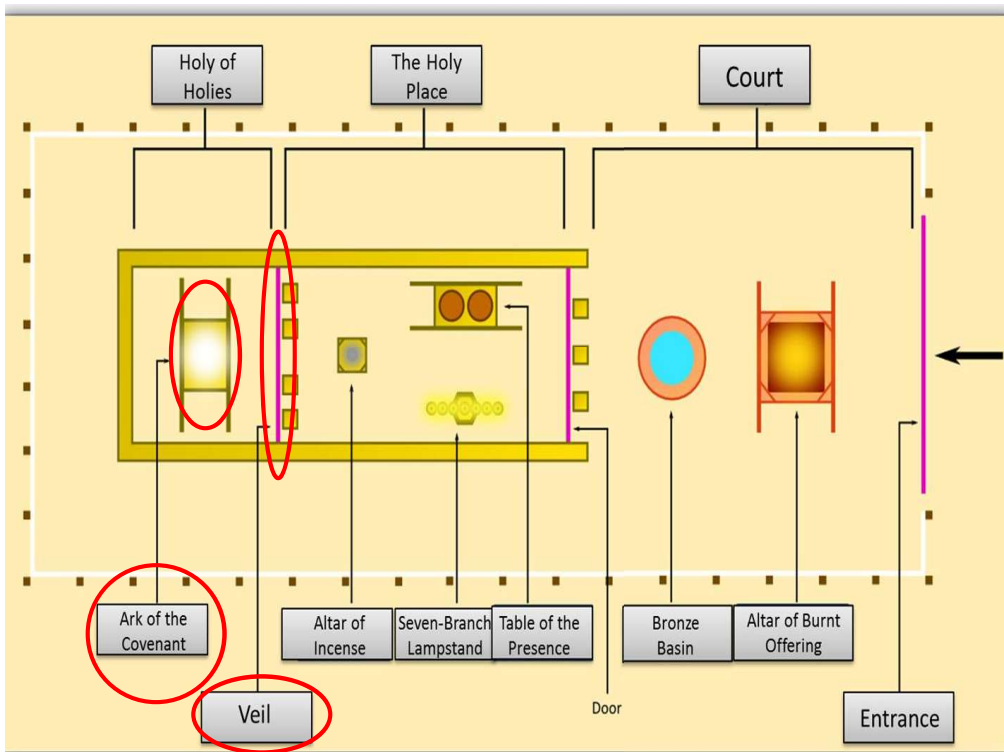 Holy of
Holies
The Holy
Place
Court
Ark of the
Covenant
Altar of
Incense
Seven-Branch
Lampstand
Table of the
Presence
Bronze
Basin
Altar of Burnt
Offering
Veil
Door
Entrance